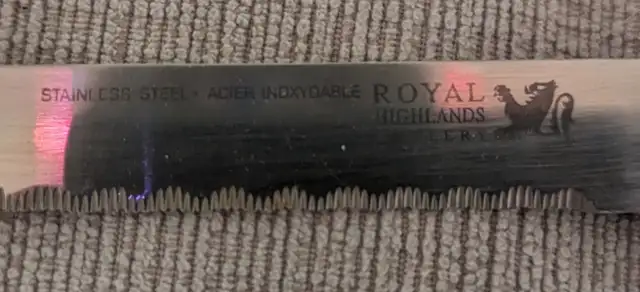 STAINLESS STEEL • ACIER INOXYDABLE
ROYAL
HIGHLANDS